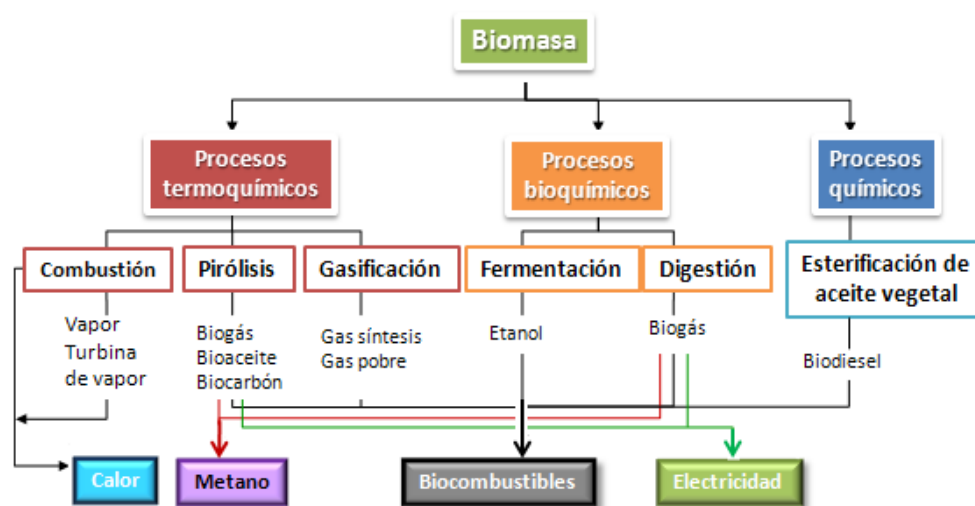 Biomasa
Procesos
termoquímicos
Procesos
bioquímicos
Procesos
químicos
Combustión
Pirólisis
Gasificación
Fermentación
Digestión
Esterificación de
aceite vegetal
Vapor
Turbina
de vapor
Biogás
Bioaceite
Biocarbón
Gas síntesis
Gas pobre
Etanol
Biogás
Biodiesel
Calor
Metano
Biocombustibles
Electricidad